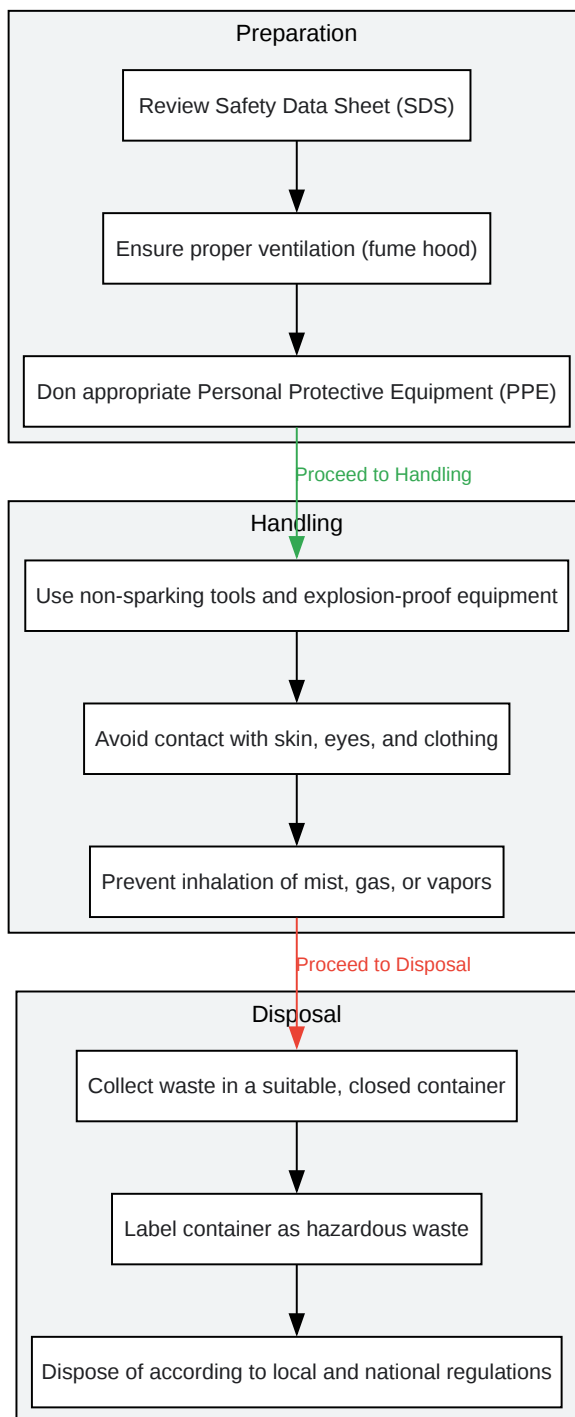 Preparation
Review Safety Data Sheet (SDS)
Ensure proper ventilation (fume hood)
Don appropriate Personal Protective Equipment (PPE)
Proceed to Handling
Handling
Use non-sparking tools and explosion-proof equipment
Avoid contact with skin, eyes, and clothing
Prevent inhalation of mist, gas, or vapors
Proceed to Disposal
Disposal
Collect waste in a suitable, closed container
Label container as hazardous waste
Dispose of according to local and national regulations